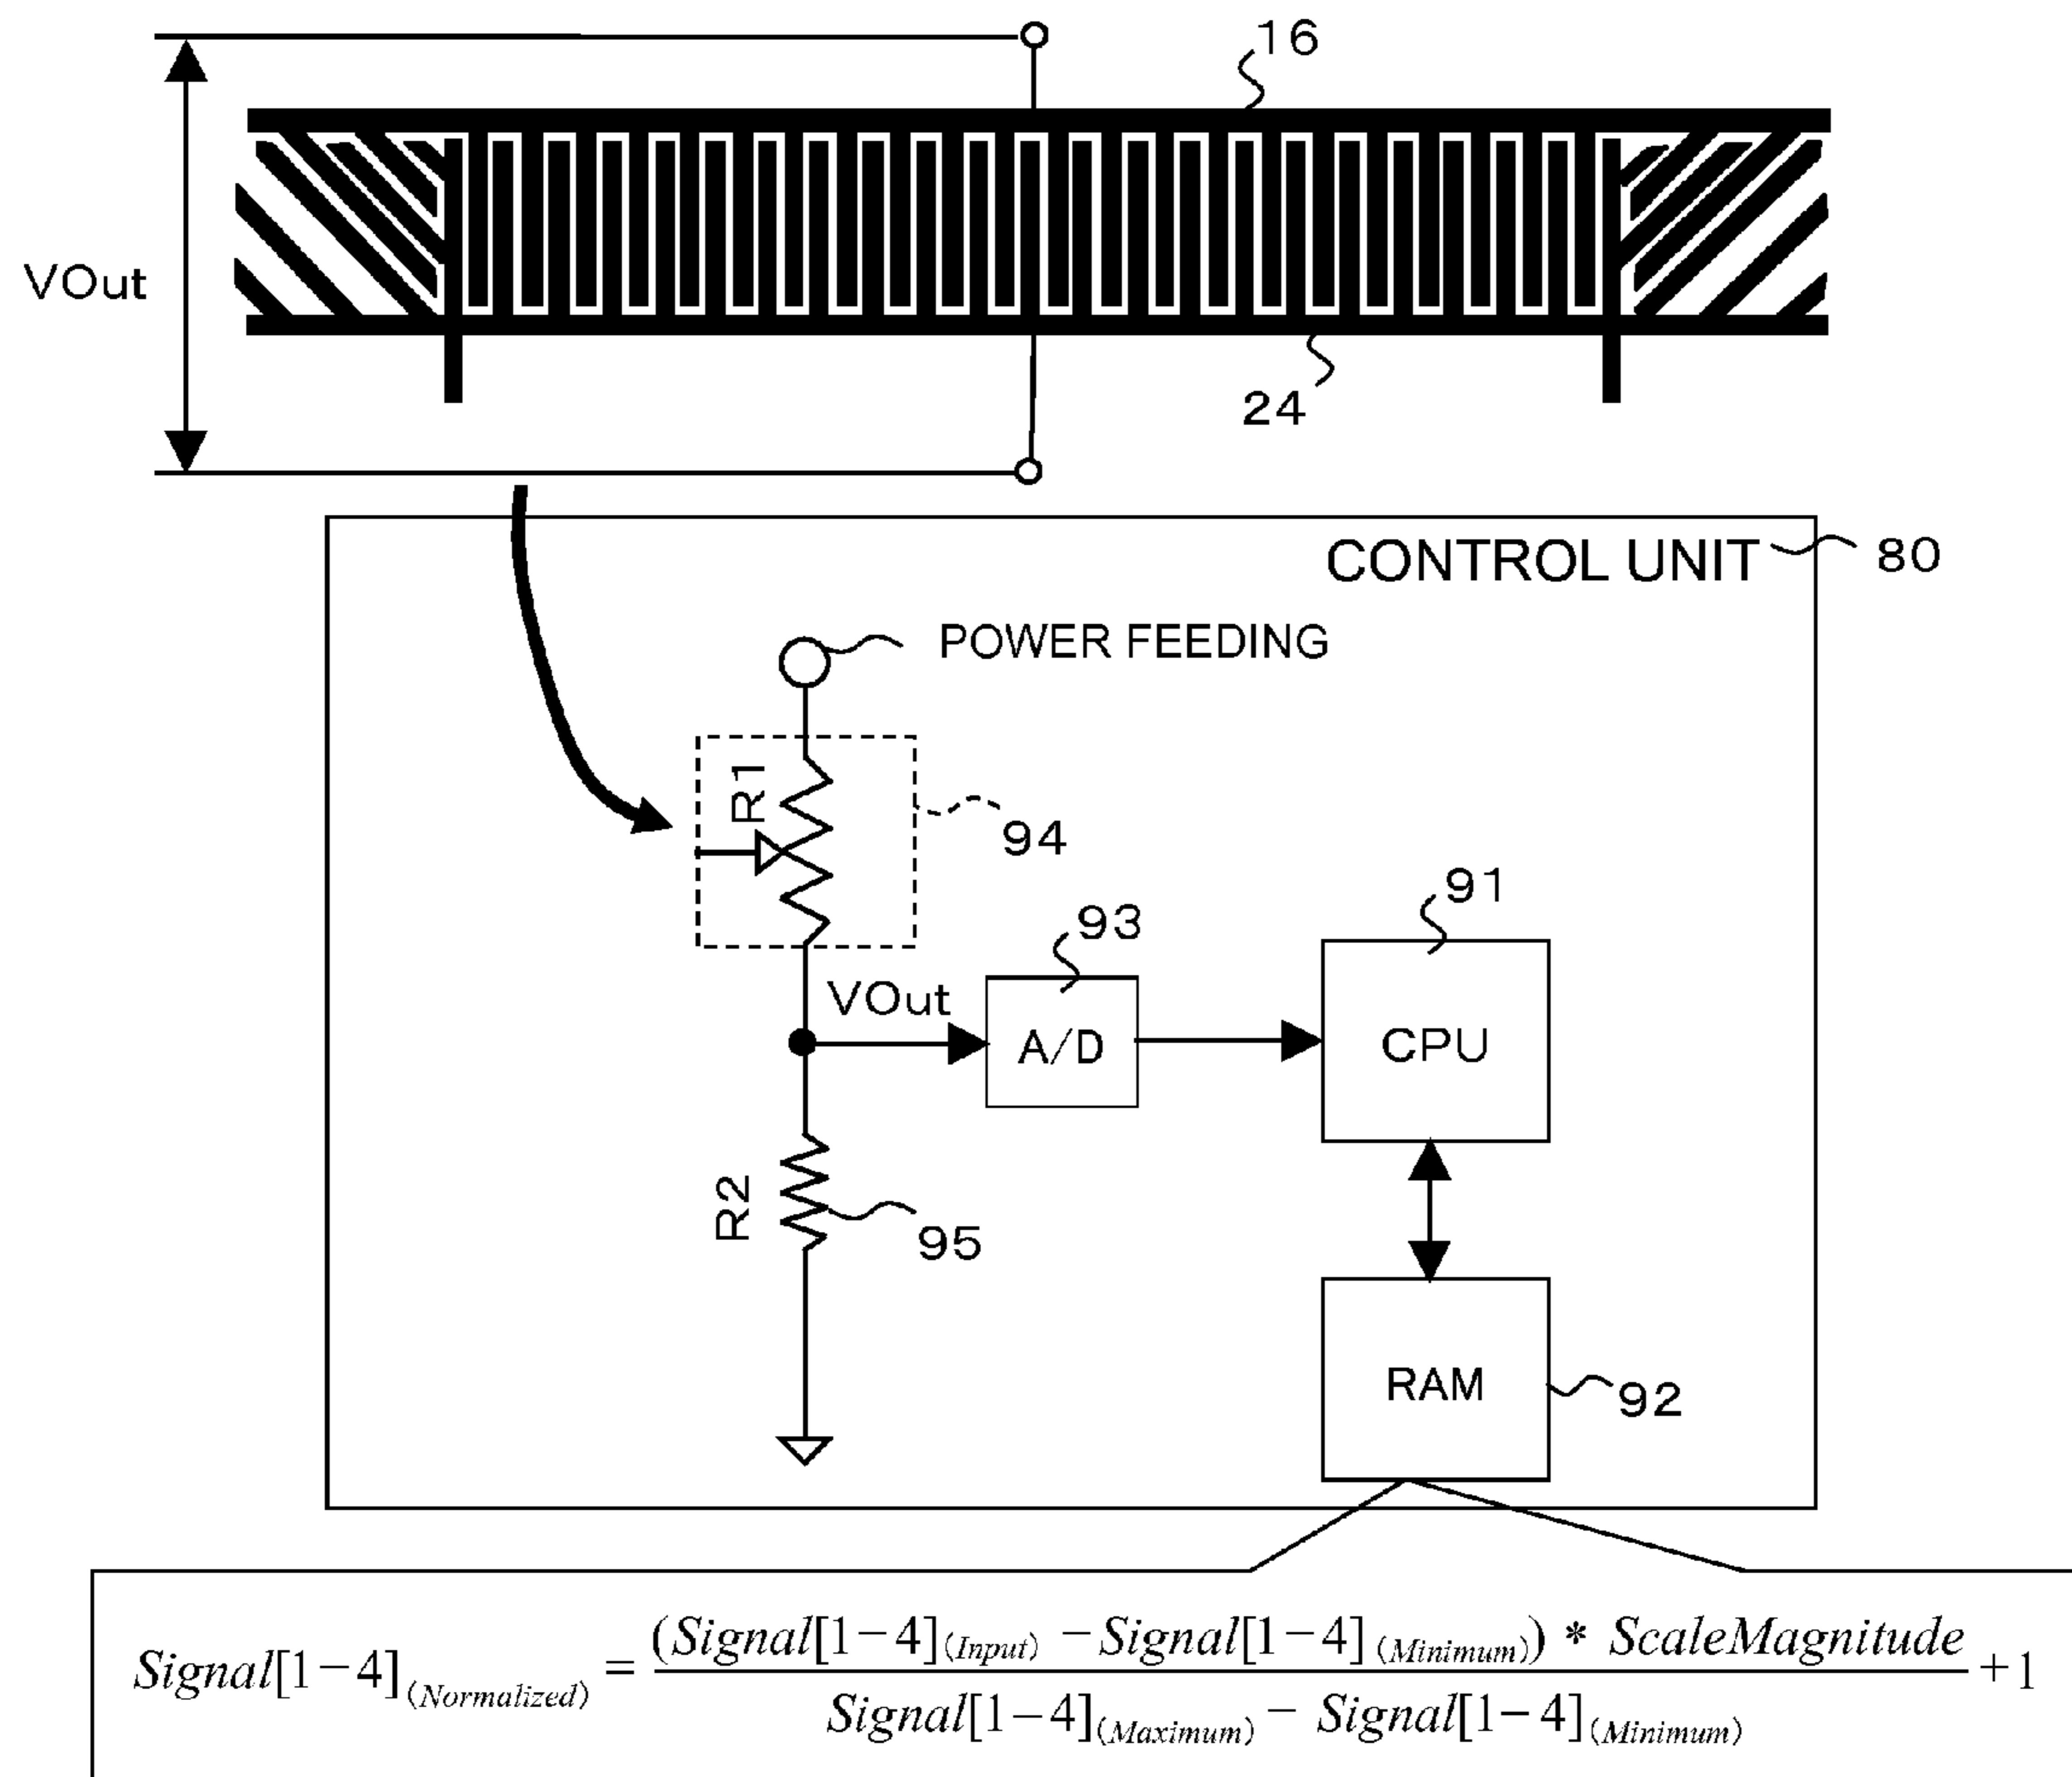 16
VOut
24
CONTROL UNIT 80
POWER FEEDING
R1
94
91
93
VOut
A/D
CPU
R2
95
RAM
92
Signal[1-4](Normalized) = (Signal[1-4](Input) - Signal[1-4](Minimum)) * ScaleMagnitude / Signal[1-4](Maximum) - Signal[1-4](Minimum) +1